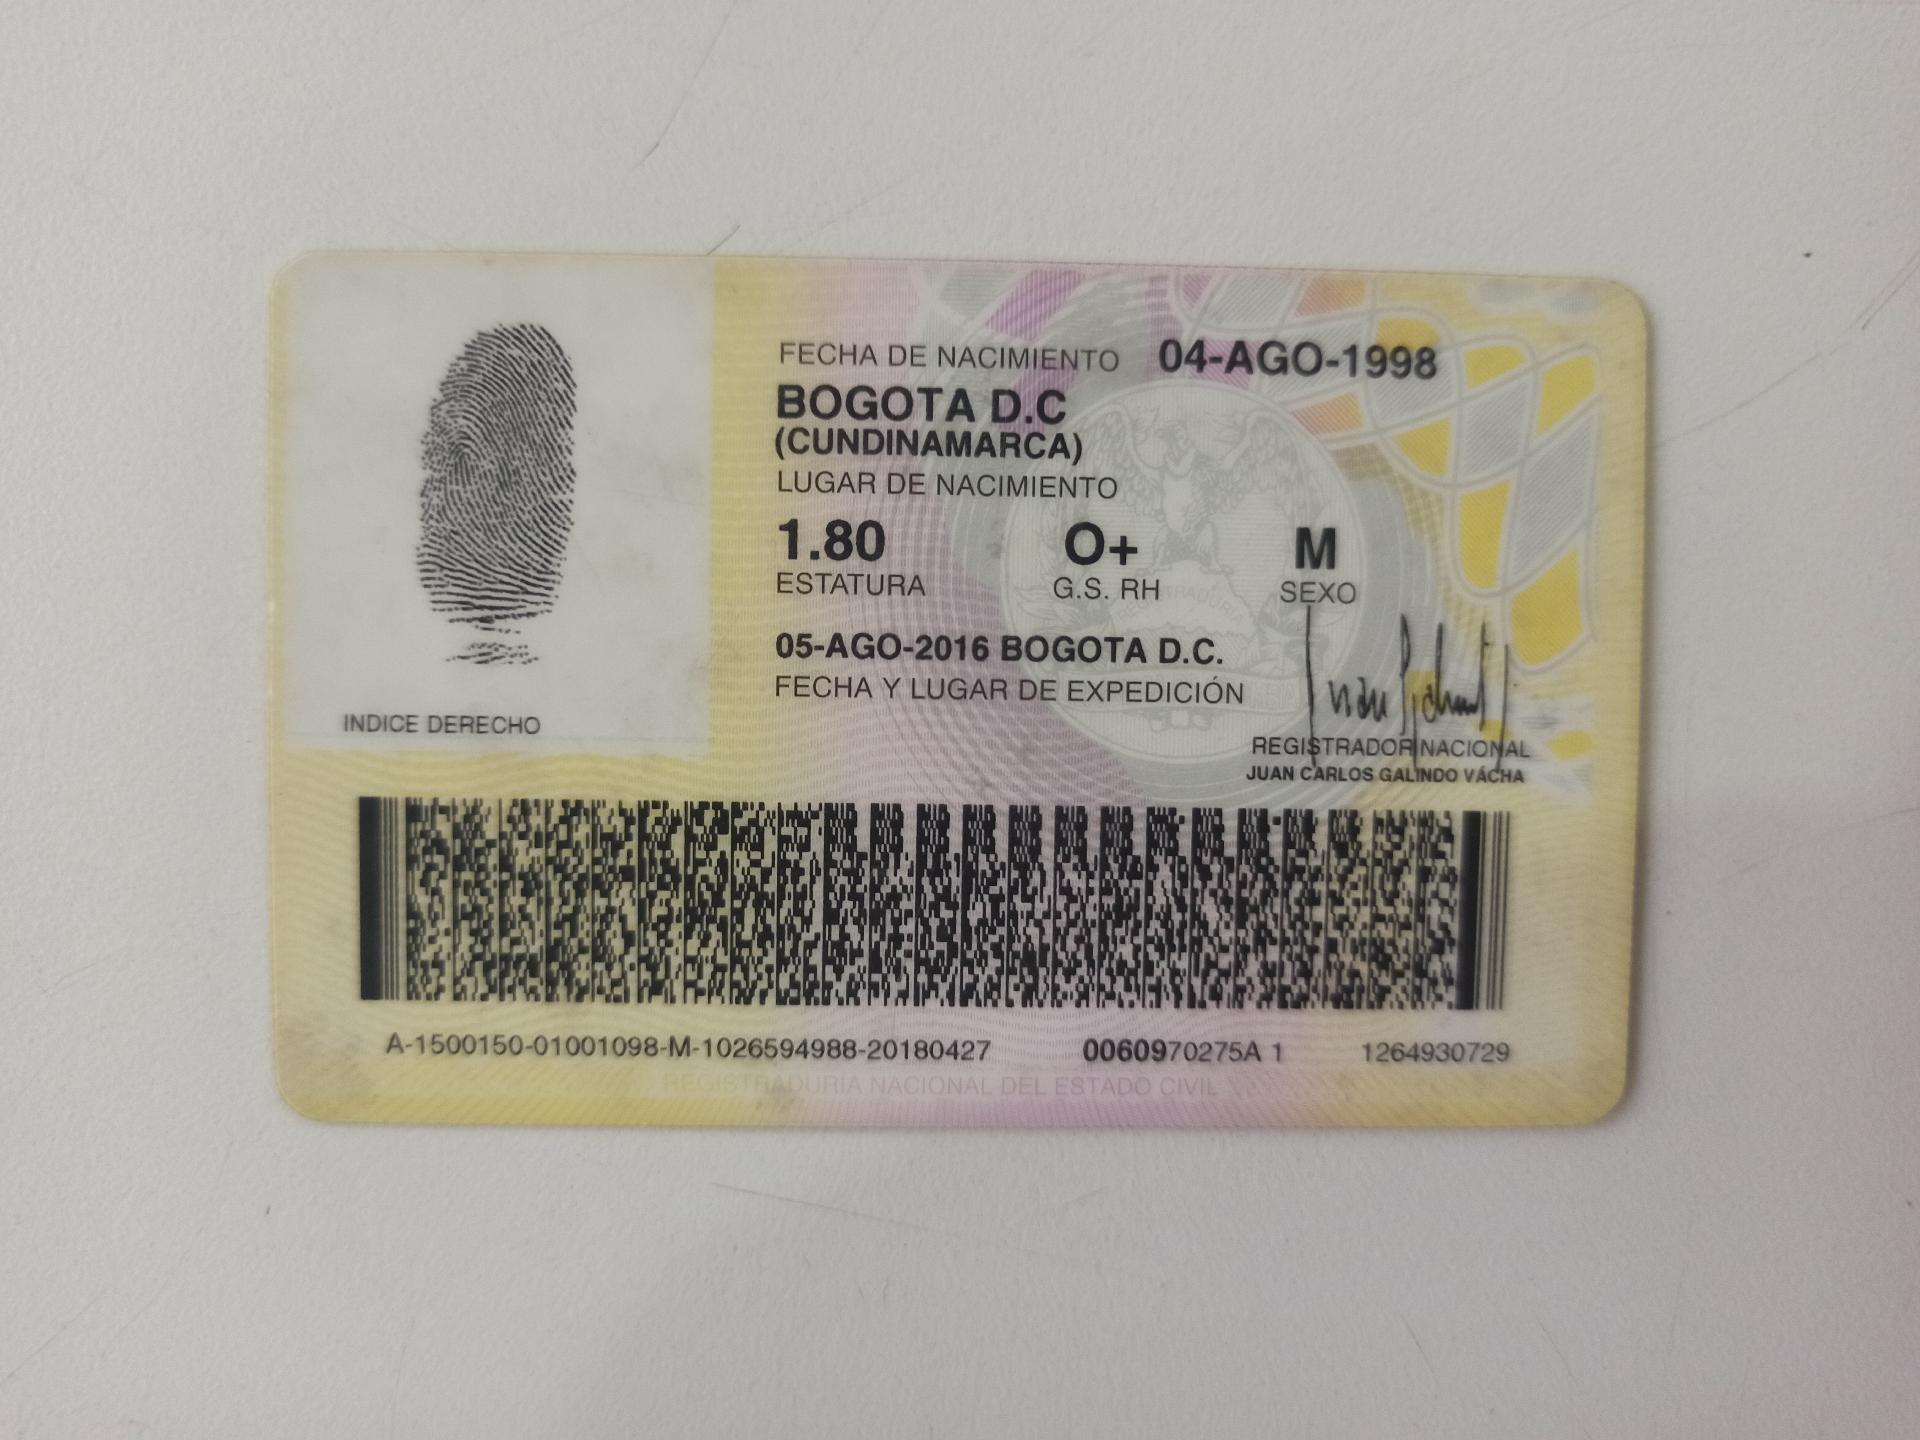 FECHA DE NACIMIENTO 04-AGO-1998
BOGOTA D.C
(CUNDINAMARCA)
LUGAR DE NACIMIENTO
1.80 O+ M
ESTATURA G.S. RH SEXO
05-AGO-2016 BOGOTA D.C.
FECHA Y LUGAR DE EXPEDICIÓN
INDICE DERECHO
REGISTRADOR NACIONAL
JUAN CARLOS GALINDO VÁCHA
A-1500150-01001098-M-1026594988-20180427 0060970275A 1 1264930729
REGISTRADURIA NACIONAL DEL ESTADO CIVIL